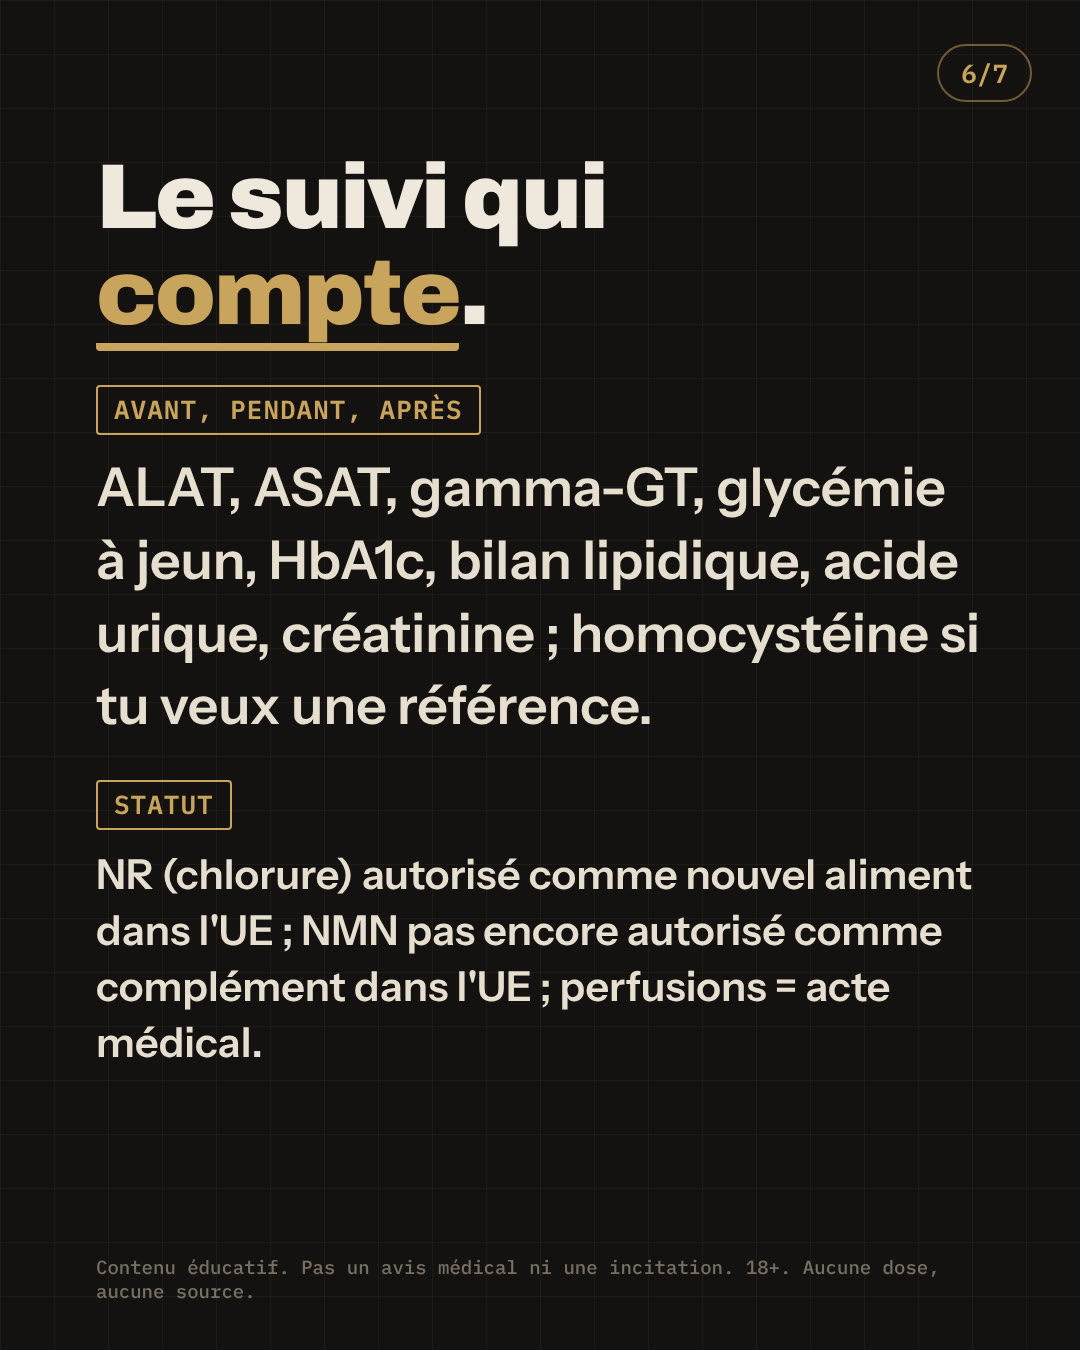 6/7
Le suivi qui
compte.
AVANT, PENDANT, APRÈS
ALAT, ASAT, gamma-GT, glycémie
à jeun, HbA1c, bilan lipidique, acide
urique, créatinine ; homocystéine si
tu veux une référence.
STATUT
NR (chlorure) autorisé comme nouvel aliment
dans l'UE ; NMN pas encore autorisé comme
complément dans l'UE ; perfusions = acte
médical.
Contenu éducatif. Pas un avis médical ni une incitation. 18+. Aucune dose,
aucune source.